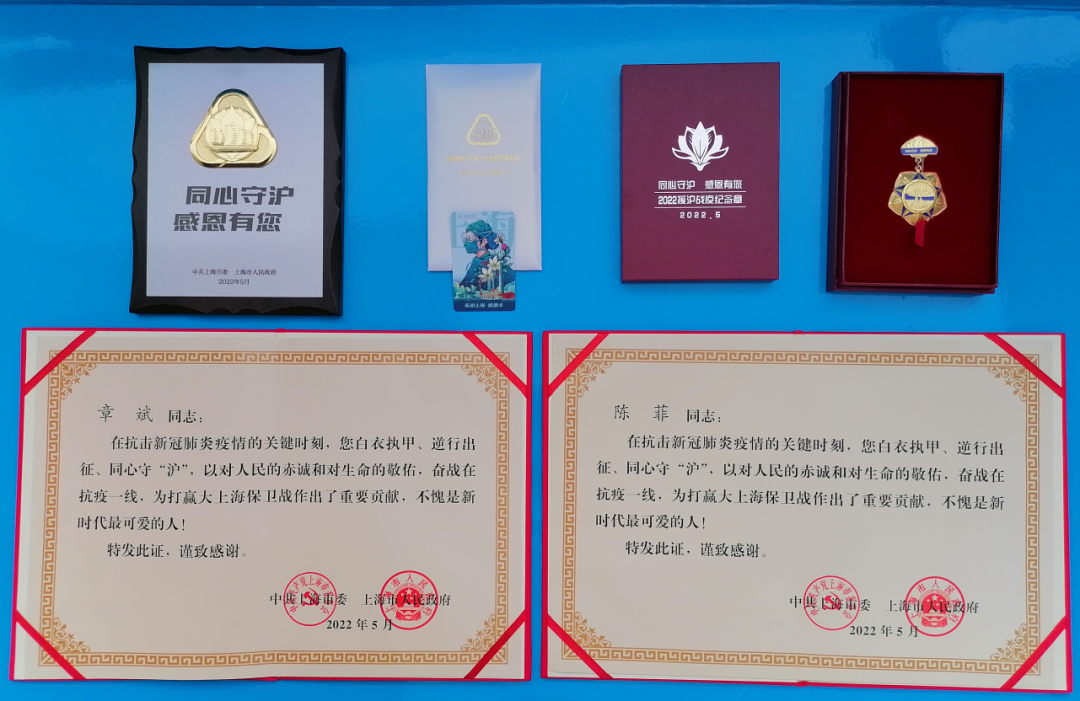 同心守沪
感恩有您
中共上海市委 上海市人民政府
2022年5月
同心守沪 感恩有您
2022援沪战疫纪念章
2022.5
章 斌 同志：
在抗击新冠肺炎疫情的关键时刻，您白衣执甲、逆行出
征、同心守“沪”，以对人民的赤诚和对生命的敬佑，奋战在
抗疫一线，为打赢大上海保卫战作出了重要贡献，不愧是新
时代最可爱的人！
特发此证，谨致感谢。
中共上海市委 上海市人民政府
2022年5月
陈 菲 同志：
在抗击新冠肺炎疫情的关键时刻，您白衣执甲、逆行出
征、同心守“沪”，以对人民的赤诚和对生命的敬佑，奋战在
抗疫一线，为打赢大上海保卫战作出了重要贡献，不愧是新
时代最可爱的人！
特发此证，谨致感谢。
中共上海市委 上海市人民政府
2022年5月